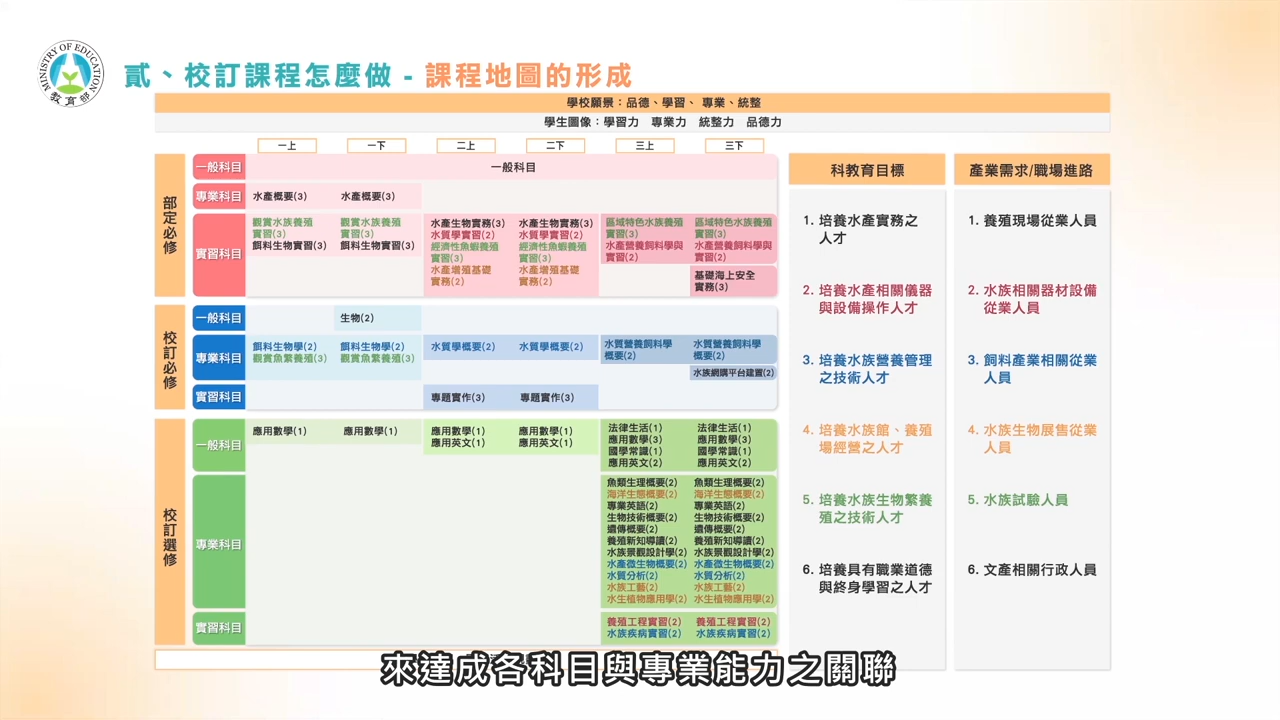 MINISTRY OF EDUCATION
教育部
貳、校訂課程怎麼做 - 課程地圖的形成
學校願景：品德、學習、 專業、統整
學生圖像：學習力 專業力 統整力 品德力
一上 一下 二上 二下 三上 三下
部定必修
一般科目
一般科目
專業科目
水產概要(3) 水產概要(3)
實習科目
觀賞水族養殖
實習(3)
餌料生物實習(3)
觀賞水族養殖
實習(3)
餌料生物實習(3)
水產生物實務(3)
水質學實習(2)
經濟性魚蝦養殖
實習(3)
水產增殖基礎
實務(2)
水產生物實務(3)
水質學實習(2)
經濟性魚蝦養殖
實習(3)
水產增殖基礎
實務(2)
區域特色水族養殖
實習(3)
水產營養飼料學與
實習(2)
區域特色水族養殖
實習(3)
水產營養飼料學與
實習(2)
基礎海上安全
實務(3)
校訂必修
一般科目
生物(2)
專業科目
餌料生物學(2)
觀賞魚繁養殖(3)
餌料生物學(2)
觀賞魚繁養殖(3)
水質學概要(2) 水質學概要(2)
水質營養飼料學
概要(2)
水質營養飼料學
概要(2)
水族網購平台建置(2)
實習科目
專題實作(3) 專題實作(3)
校訂選修
一般科目
應用數學(1) 應用數學(1)
應用數學(1)
應用英文(1)
應用數學(1)
應用英文(1)
法律生活(1)
應用數學(3)
國學常識(1)
應用英文(2)
法律生活(1)
應用數學(3)
國學常識(1)
應用英文(2)
專業科目
魚類生理概要(2)
海洋生態概要(2)
專業英語(2)
生物技術概要(2)
遺傳概要(2)
養殖新知導讀(2)
水族景觀設計學(2)
水產微生物概要(2)
水質分析(2)
水族工藝(2)
水生植物應用學(2)
魚類生理概要(2)
海洋生態概要(2)
專業英語(2)
生物技術概要(2)
遺傳概要(2)
養殖新知導讀(2)
水族景觀設計學(2)
水產微生物概要(2)
水質分析(2)
水族工藝(2)
水生植物應用學(2)
實習科目
養殖工程實習(2)
水族疾病實習(2)
養殖工程實習(2)
水族疾病實習(2)
科教育目標
1. 培養水產實務之
人才
2. 培養水產相關儀器
與設備操作人才
3. 培養水族營養管理
之技術人才
4. 培養水族館、養殖
場經營之人才
5. 培養水族生物繁養
殖之技術人才
6. 培養具有職業道德
與終身學習之人才
產業需求/職場進路
1. 養殖現場從業人員
2. 水族相關器材設備
從業人員
3. 飼料產業相關從業
人員
4. 水族生物展售從業
人員
5. 水族試驗人員
6. 文產相關行政人員
來達成各科目與專業能力之關聯